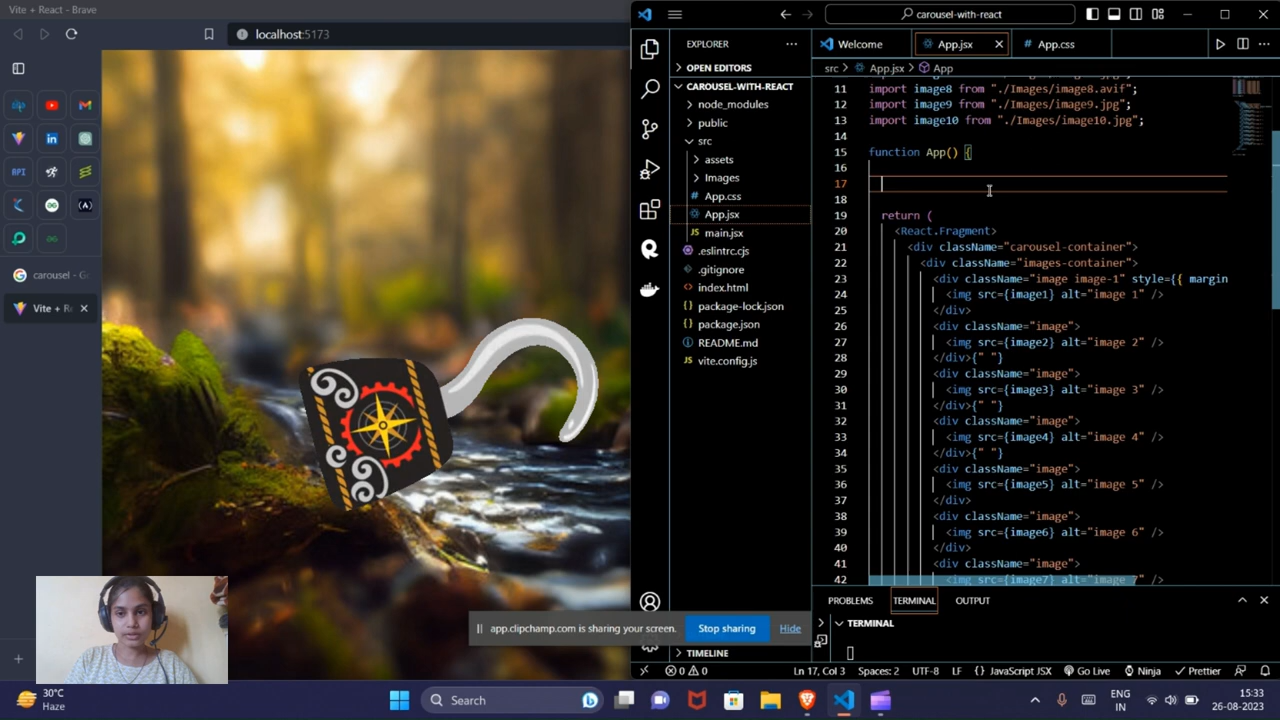 Vite + React - Brave
localhost:5173
API
(A)
carousel - Go
Vite + Re
app.clipchamp.com is sharing your screen.
Stop sharing
Hide
carousel-with-react
EXPLORER
OPEN EDITORS
CAROUSEL-WITH-REACT
node_modules
public
src
assets
Images
# App.css
App.jsx
JS main.jsx
.eslintrc.cjs
.gitignore
<> index.html
{} package-lock.json
{} package.json
README.md
JS vite.config.js
TIMELINE
Welcome
App.jsx
# App.css
src > App.jsx > App
11 import image8 from "./Images/image8.avif";
12 import image9 from "./Images/image9.jpg";
13 import image10 from "./Images/image10.jpg";
14
15 function App() {
16
17
18
19 return (
20 <React.Fragment>
21 <div className="carousel-container">
22 <div className="images-container">
23 <div className="image image-1" style={{ margin
24 <img src={image1} alt="image 1" />
25 </div>
26 <div className="image">
27 <img src={image2} alt="image 2" />
28 </div>{" "}
29 <div className="image">
30 <img src={image3} alt="image 3" />
31 </div>{" "}
32 <div className="image">
33 <img src={image4} alt="image 4" />
34 </div>{" "}
35 <div className="image">
36 <img src={image5} alt="image 5" />
37 </div>
38 <div className="image">
39 <img src={image6} alt="image 6" />
40 </div>
41 <div className="image">
42 <img src={image7} alt="image 7" />
PROBLEMS
TERMINAL
OUTPUT
TERMINAL
0 0
Ln 17, Col 3
Spaces: 2
UTF-8
LF
{} JavaScript JSX
Go Live
Ninja
Prettier
30°C
Haze
Search
ENG
IN
15:33
26-08-2023